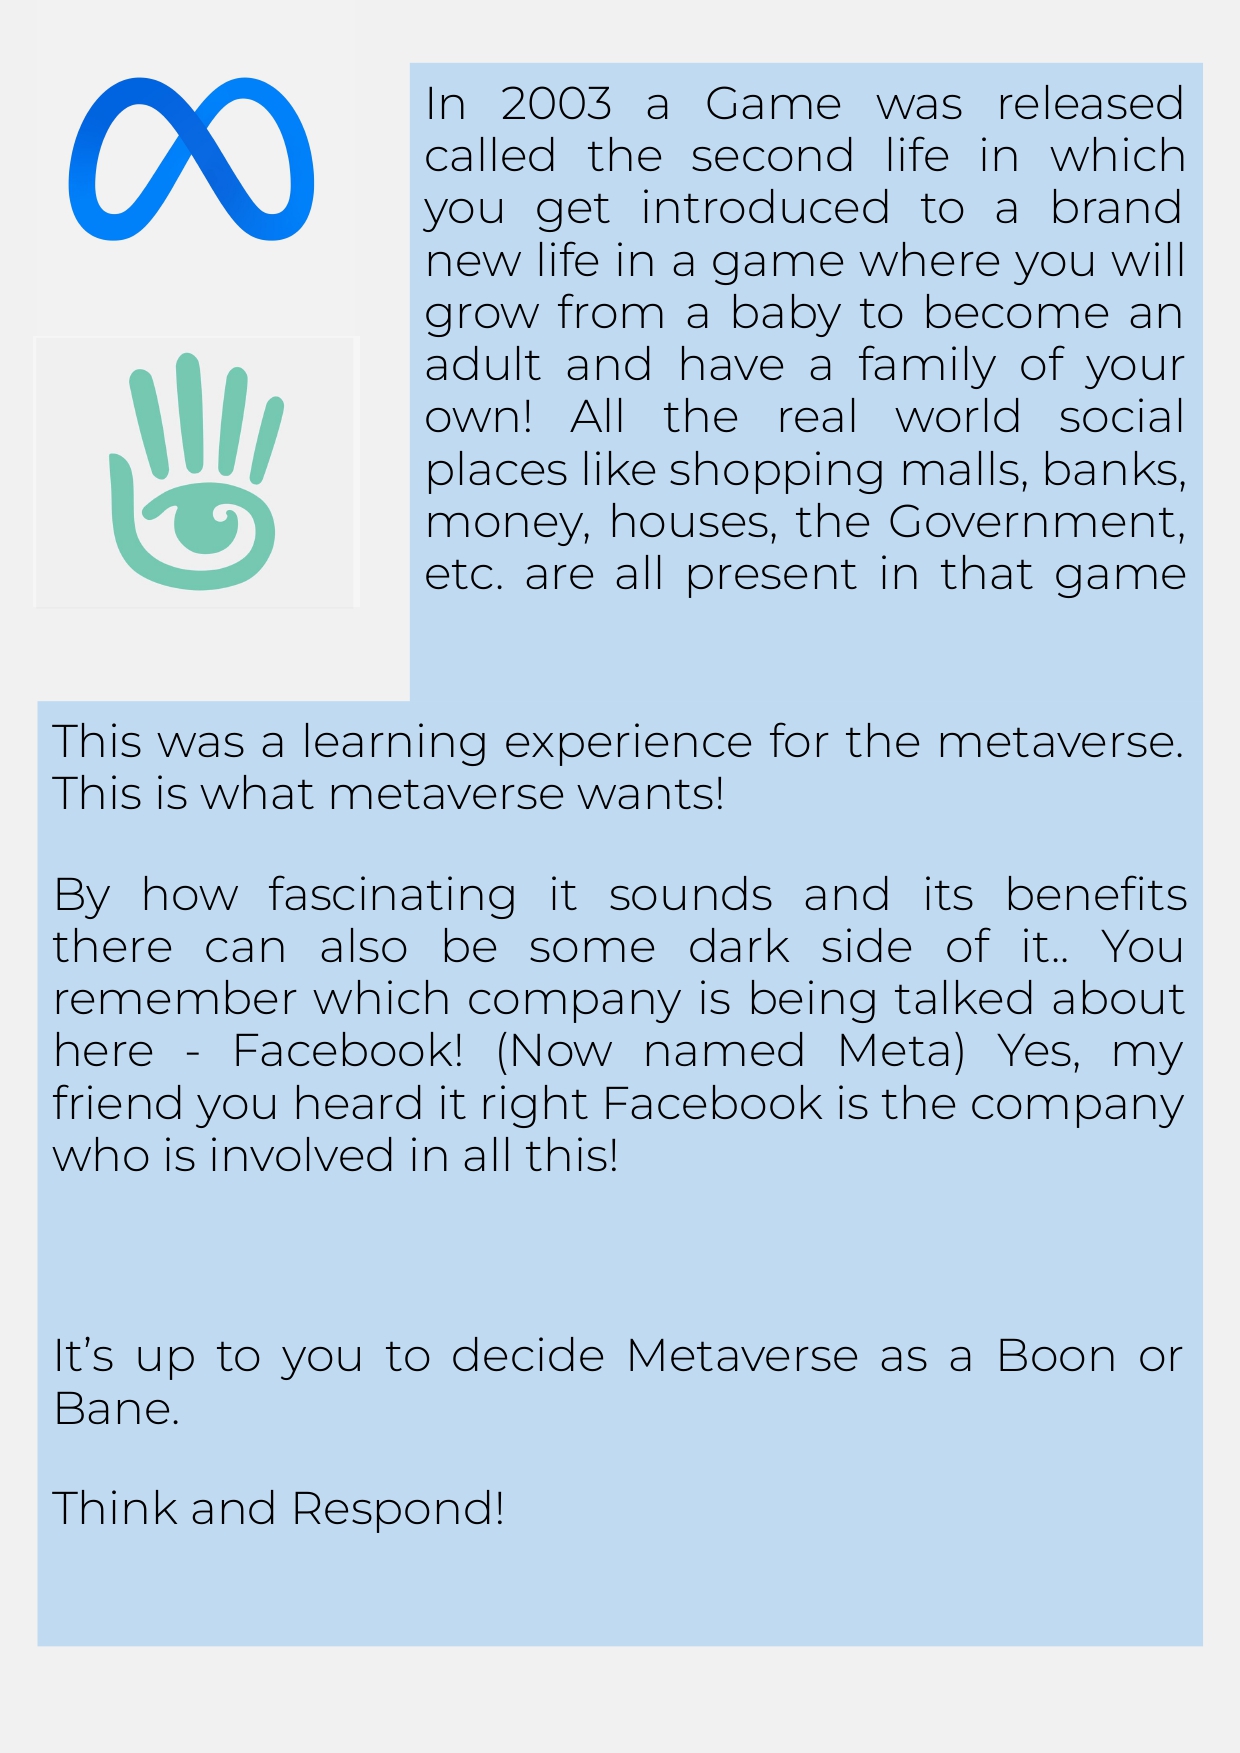 In 2003 a Game was released
called the second life in which
you get introduced to a brand
new life in a game where you will
grow from a baby to become an
adult and have a family of your
own! All the real world social
places like shopping malls, banks,
money, houses, the Government,
etc. are all present in that game
This was a learning experience for the metaverse.
This is what metaverse wants!
By how fascinating it sounds and its benefits
there can also be some dark side of it.. You
remember which company is being talked about
here - Facebook! (Now named Meta) Yes, my
friend you heard it right Facebook is the company
who is involved in all this!
It’s up to you to decide Metaverse as a Boon or
Bane.
Think and Respond!